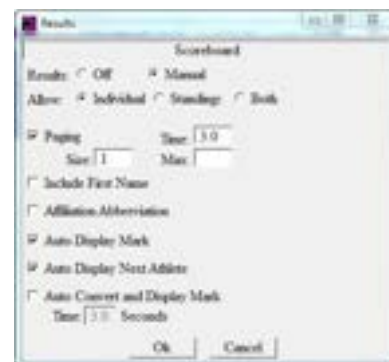 Results
Scoreboard
Results: Off Manual
Allow: Individual Standings Both
Paging Time: 3.0
Size: 1 Max:
Include First Name
Affiliation Abbreviation
Auto Display Mark
Auto Display Next Athlete
Auto Convert and Display Mark
Time: 3.0 Seconds
Ok Cancel